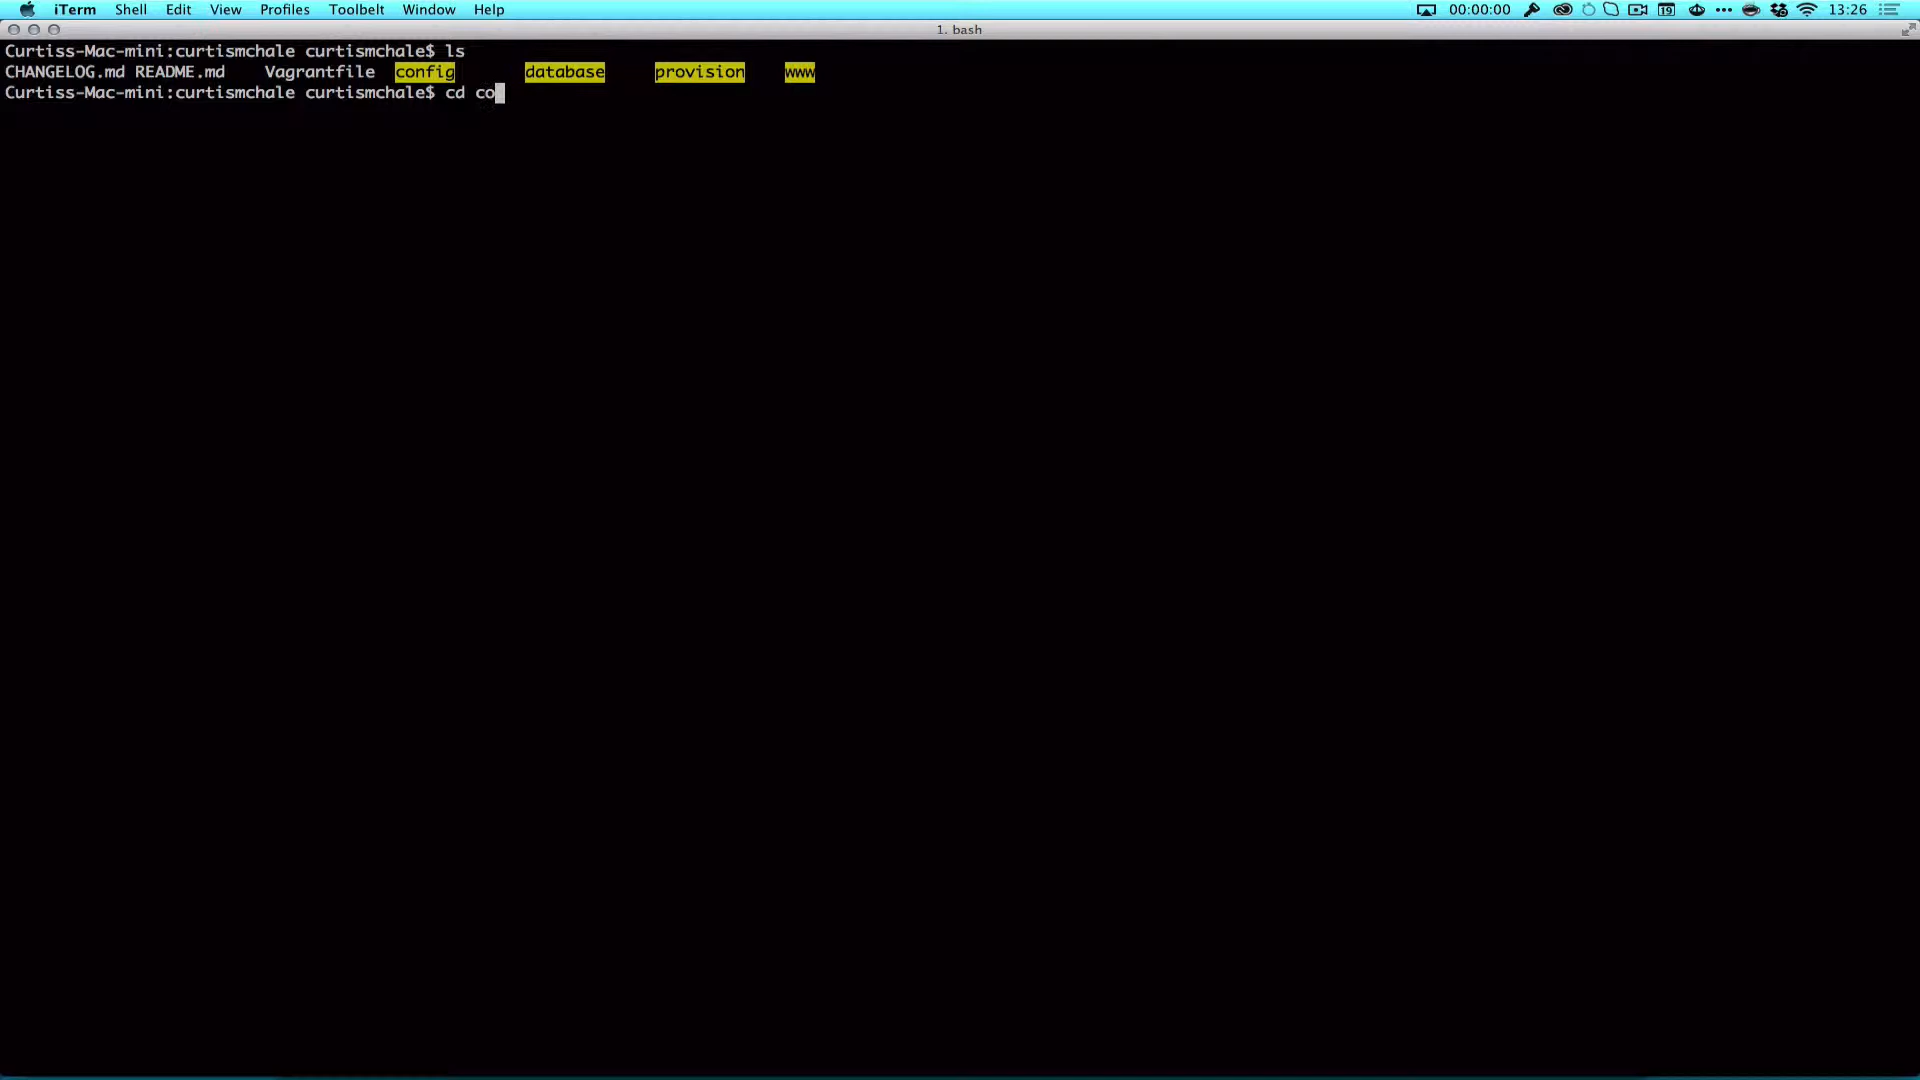 iTerm Shell Edit View Profiles Toolbelt Window Help 00:00:00 19 13:26
1. bash
Curtiss-Mac-mini:curtismchale curtismchale$ ls
CHANGELOG.md README.md Vagrantfile config database provision www
Curtiss-Mac-mini:curtismchale curtismchale$ cd co